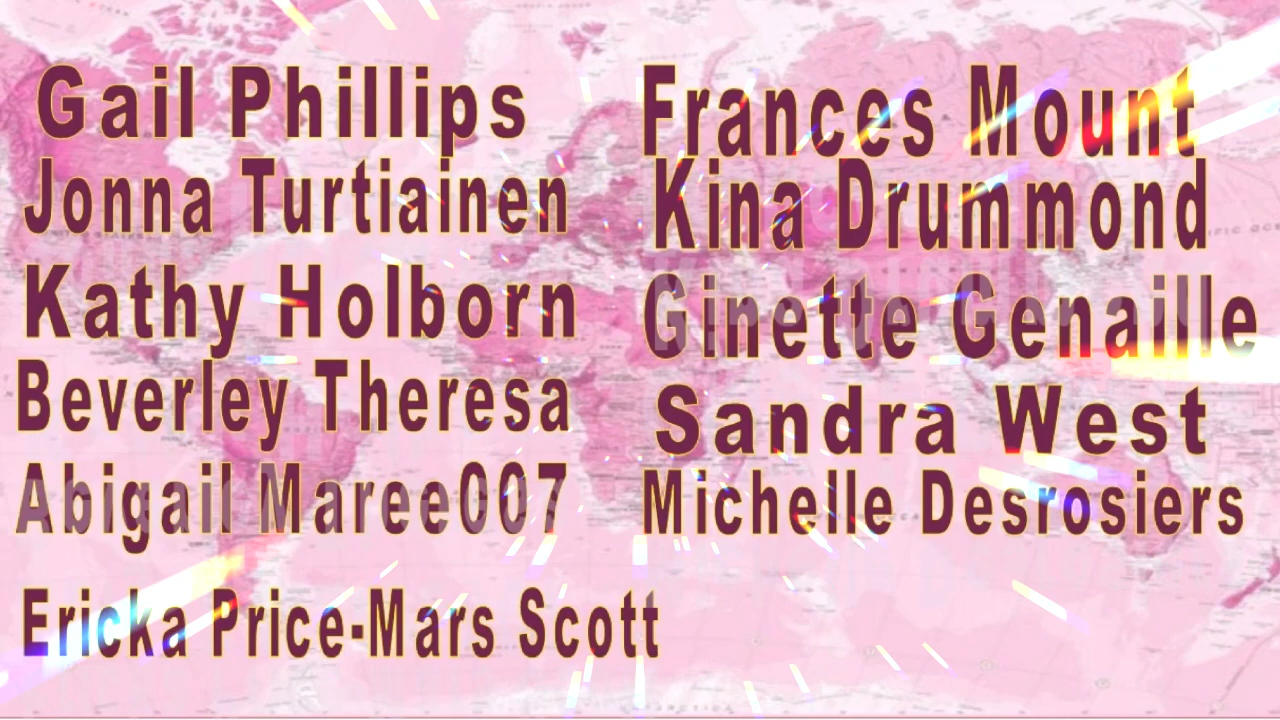 Gail Phillips
Jonna Turtiainen
Kathy Holborn
Beverley Theresa
Abigail Maree007
Ericka Price-Mars Scott
Frances Mount
Kina Drummond
Ginette Genaille
Sandra West
Michelle Desrosiers